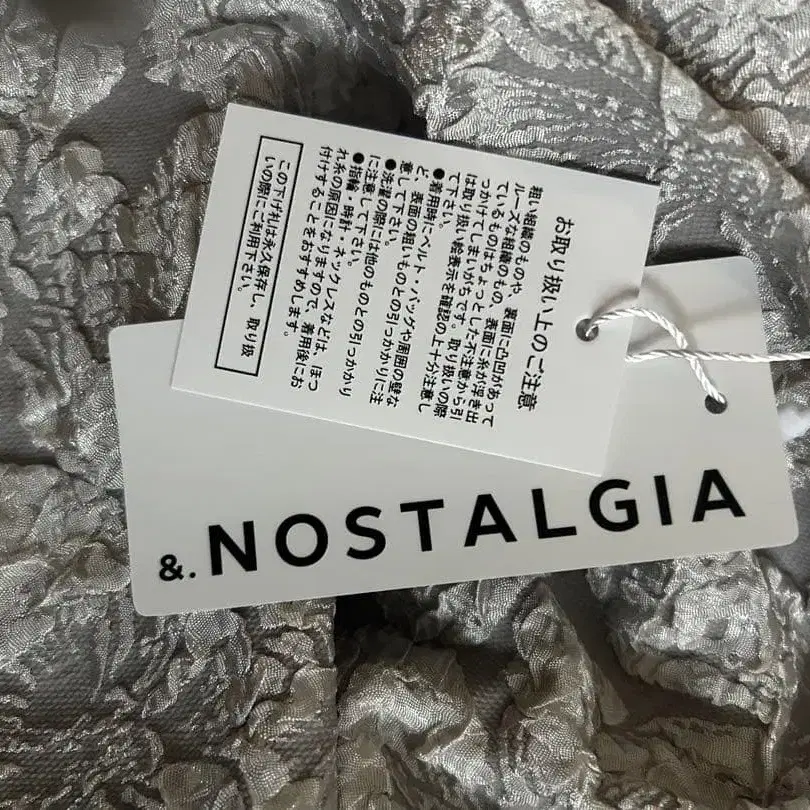 お取り扱い上のご注意
粗い組織のものや、裏面に凸凹があって
ルーズな組織のもの、表面に糸が浮き出
ているものはちょっとした不注意から引
っかけてしまいがちです。取り扱いの際
は取り扱い絵表示を確認の上十分注意し
て下さい。
●着用時にベルト・バッグや周囲の壁な
ど、表面の粗いものとの引っかかりに注
意して下さい。
●洗濯の際には他のものとの引っかかり
に注意して下さい。
●指輪・時計・ネックレスなどは、ほつ
れ糸の原因になりますので、着用後にお
付けすることをおすすめします。
この下げ札は永久保存し、取り扱
いの際にご利用下さい。
&.NOSTALGIA